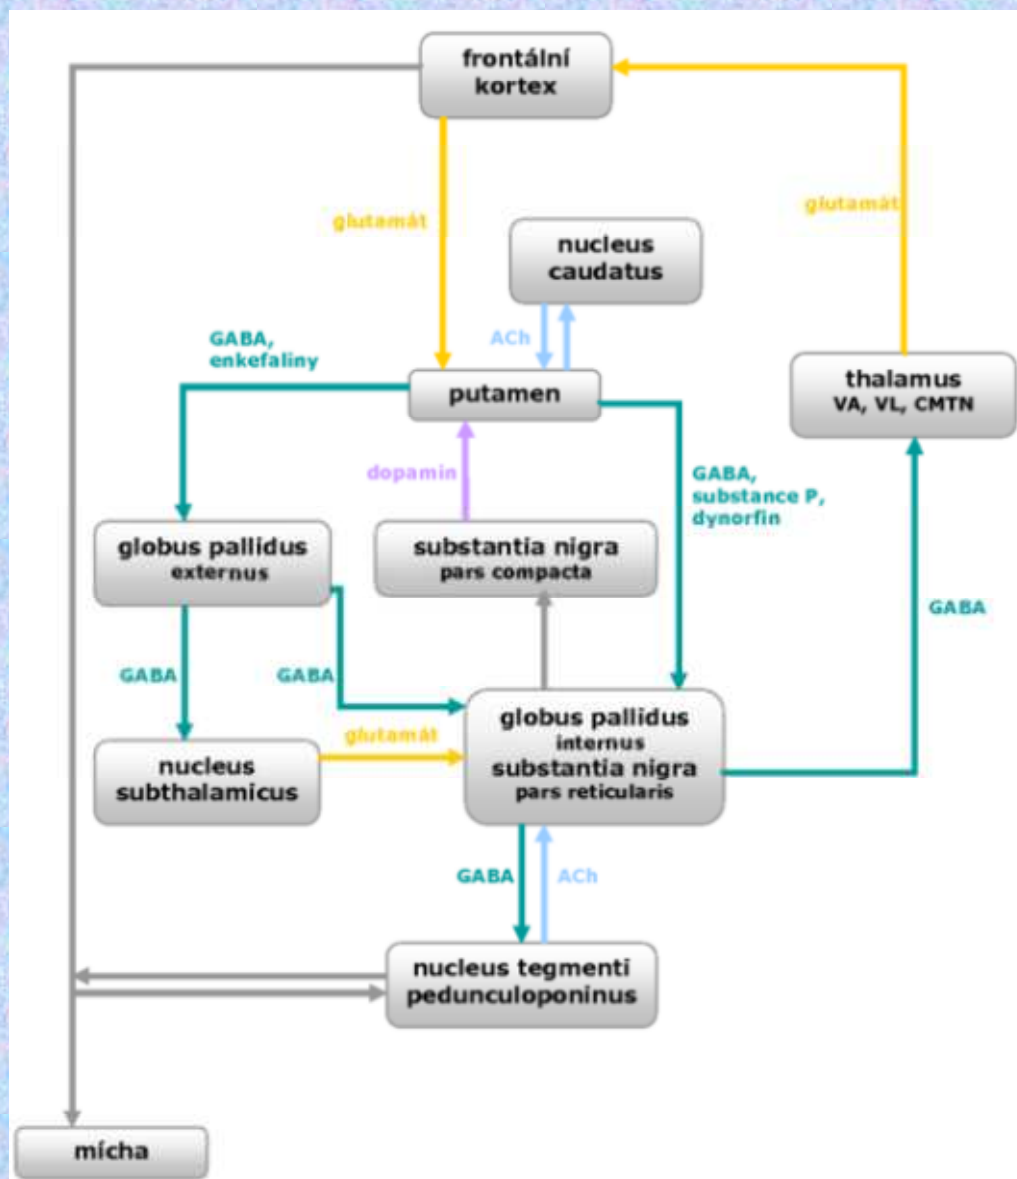 frontální
kortex
glutamát
glutamát
nucleus
caudatus
ACh
GABA,
enkefaliny
putamen
thalamus
VA, VL, CMTN
dopamin
GABA,
substance P,
dynorfin
globus pallidus
externus
substantia nigra
pars compacta
GABA
GABA
GABA
globus pallidus
internus
substantia nigra
pars reticularis
glutamát
nucleus
subthalamicus
GABA
ACh
nucleus tegmenti
pedunculoponinus
mícha